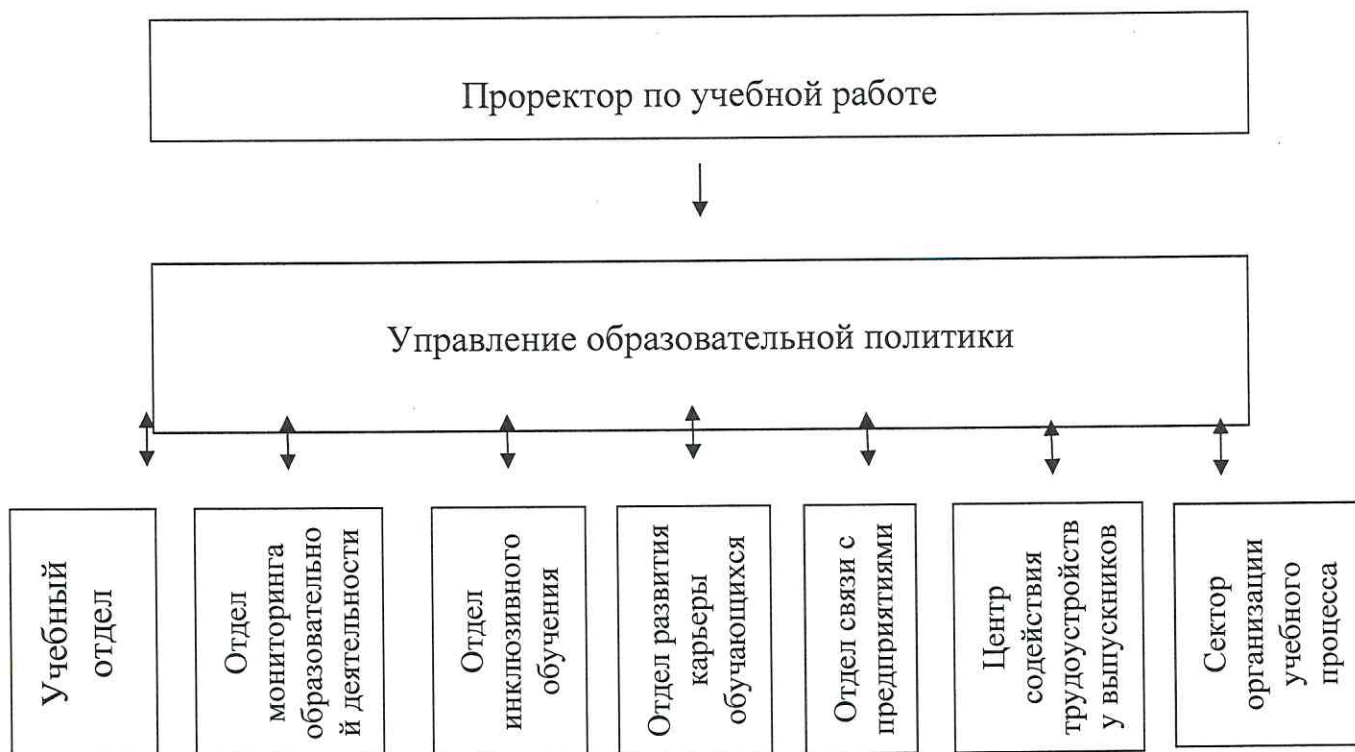 Проректор по учебной работе
Управление образовательной политики
Учебный
отдел
Отдел
мониторинга
образовательно
й деятельности
Отдел
инклюзивного
обучения
Отдел развития
карьеры
обучающихся
Отдел связи с
предприятиями
Центр
содействия
трудоустройств
у выпускников
Сектор
организации
учебного
процесса